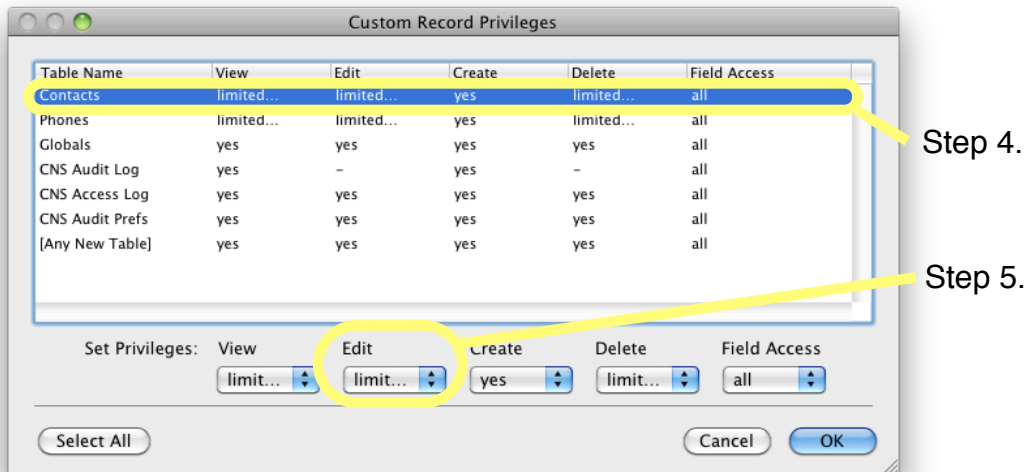 Custom Record Privileges
Table Name View Edit Create Delete Field Access
Contacts limited... limited... yes limited... all
Phones limited... limited... yes limited... all
Globals yes yes yes yes all
CNS Audit Log yes – yes – all
CNS Access Log yes yes yes yes all
CNS Audit Prefs yes yes yes yes all
[Any New Table] yes yes yes yes all
Step 4.
Step 5.
Set Privileges: View Edit Create Delete Field Access
limit... limit... yes limit... all
Select All Cancel OK